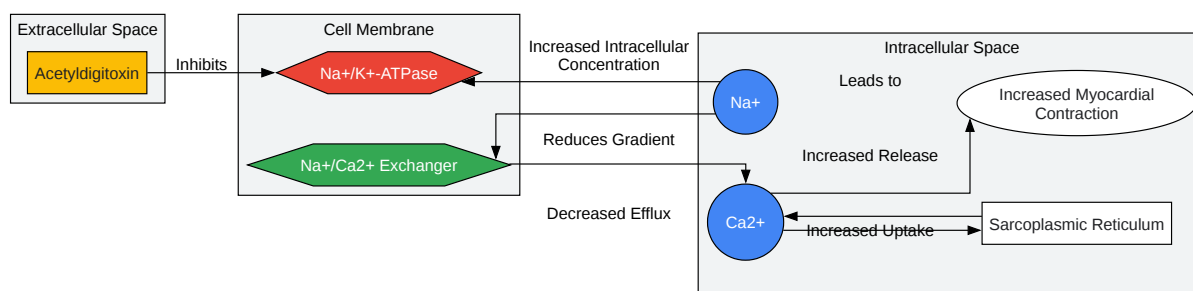 Extracellular Space
Acetyldigitoxin
Inhibits
Cell Membrane
Na+/K+-ATPase
Na+/Ca2+ Exchanger
Increased Intracellular
Concentration
Reduces Gradient
Decreased Efflux
Intracellular Space
Na+
Leads to
Increased Myocardial
Contraction
Increased Release
Ca2+
Increased Uptake
Sarcoplasmic Reticulum